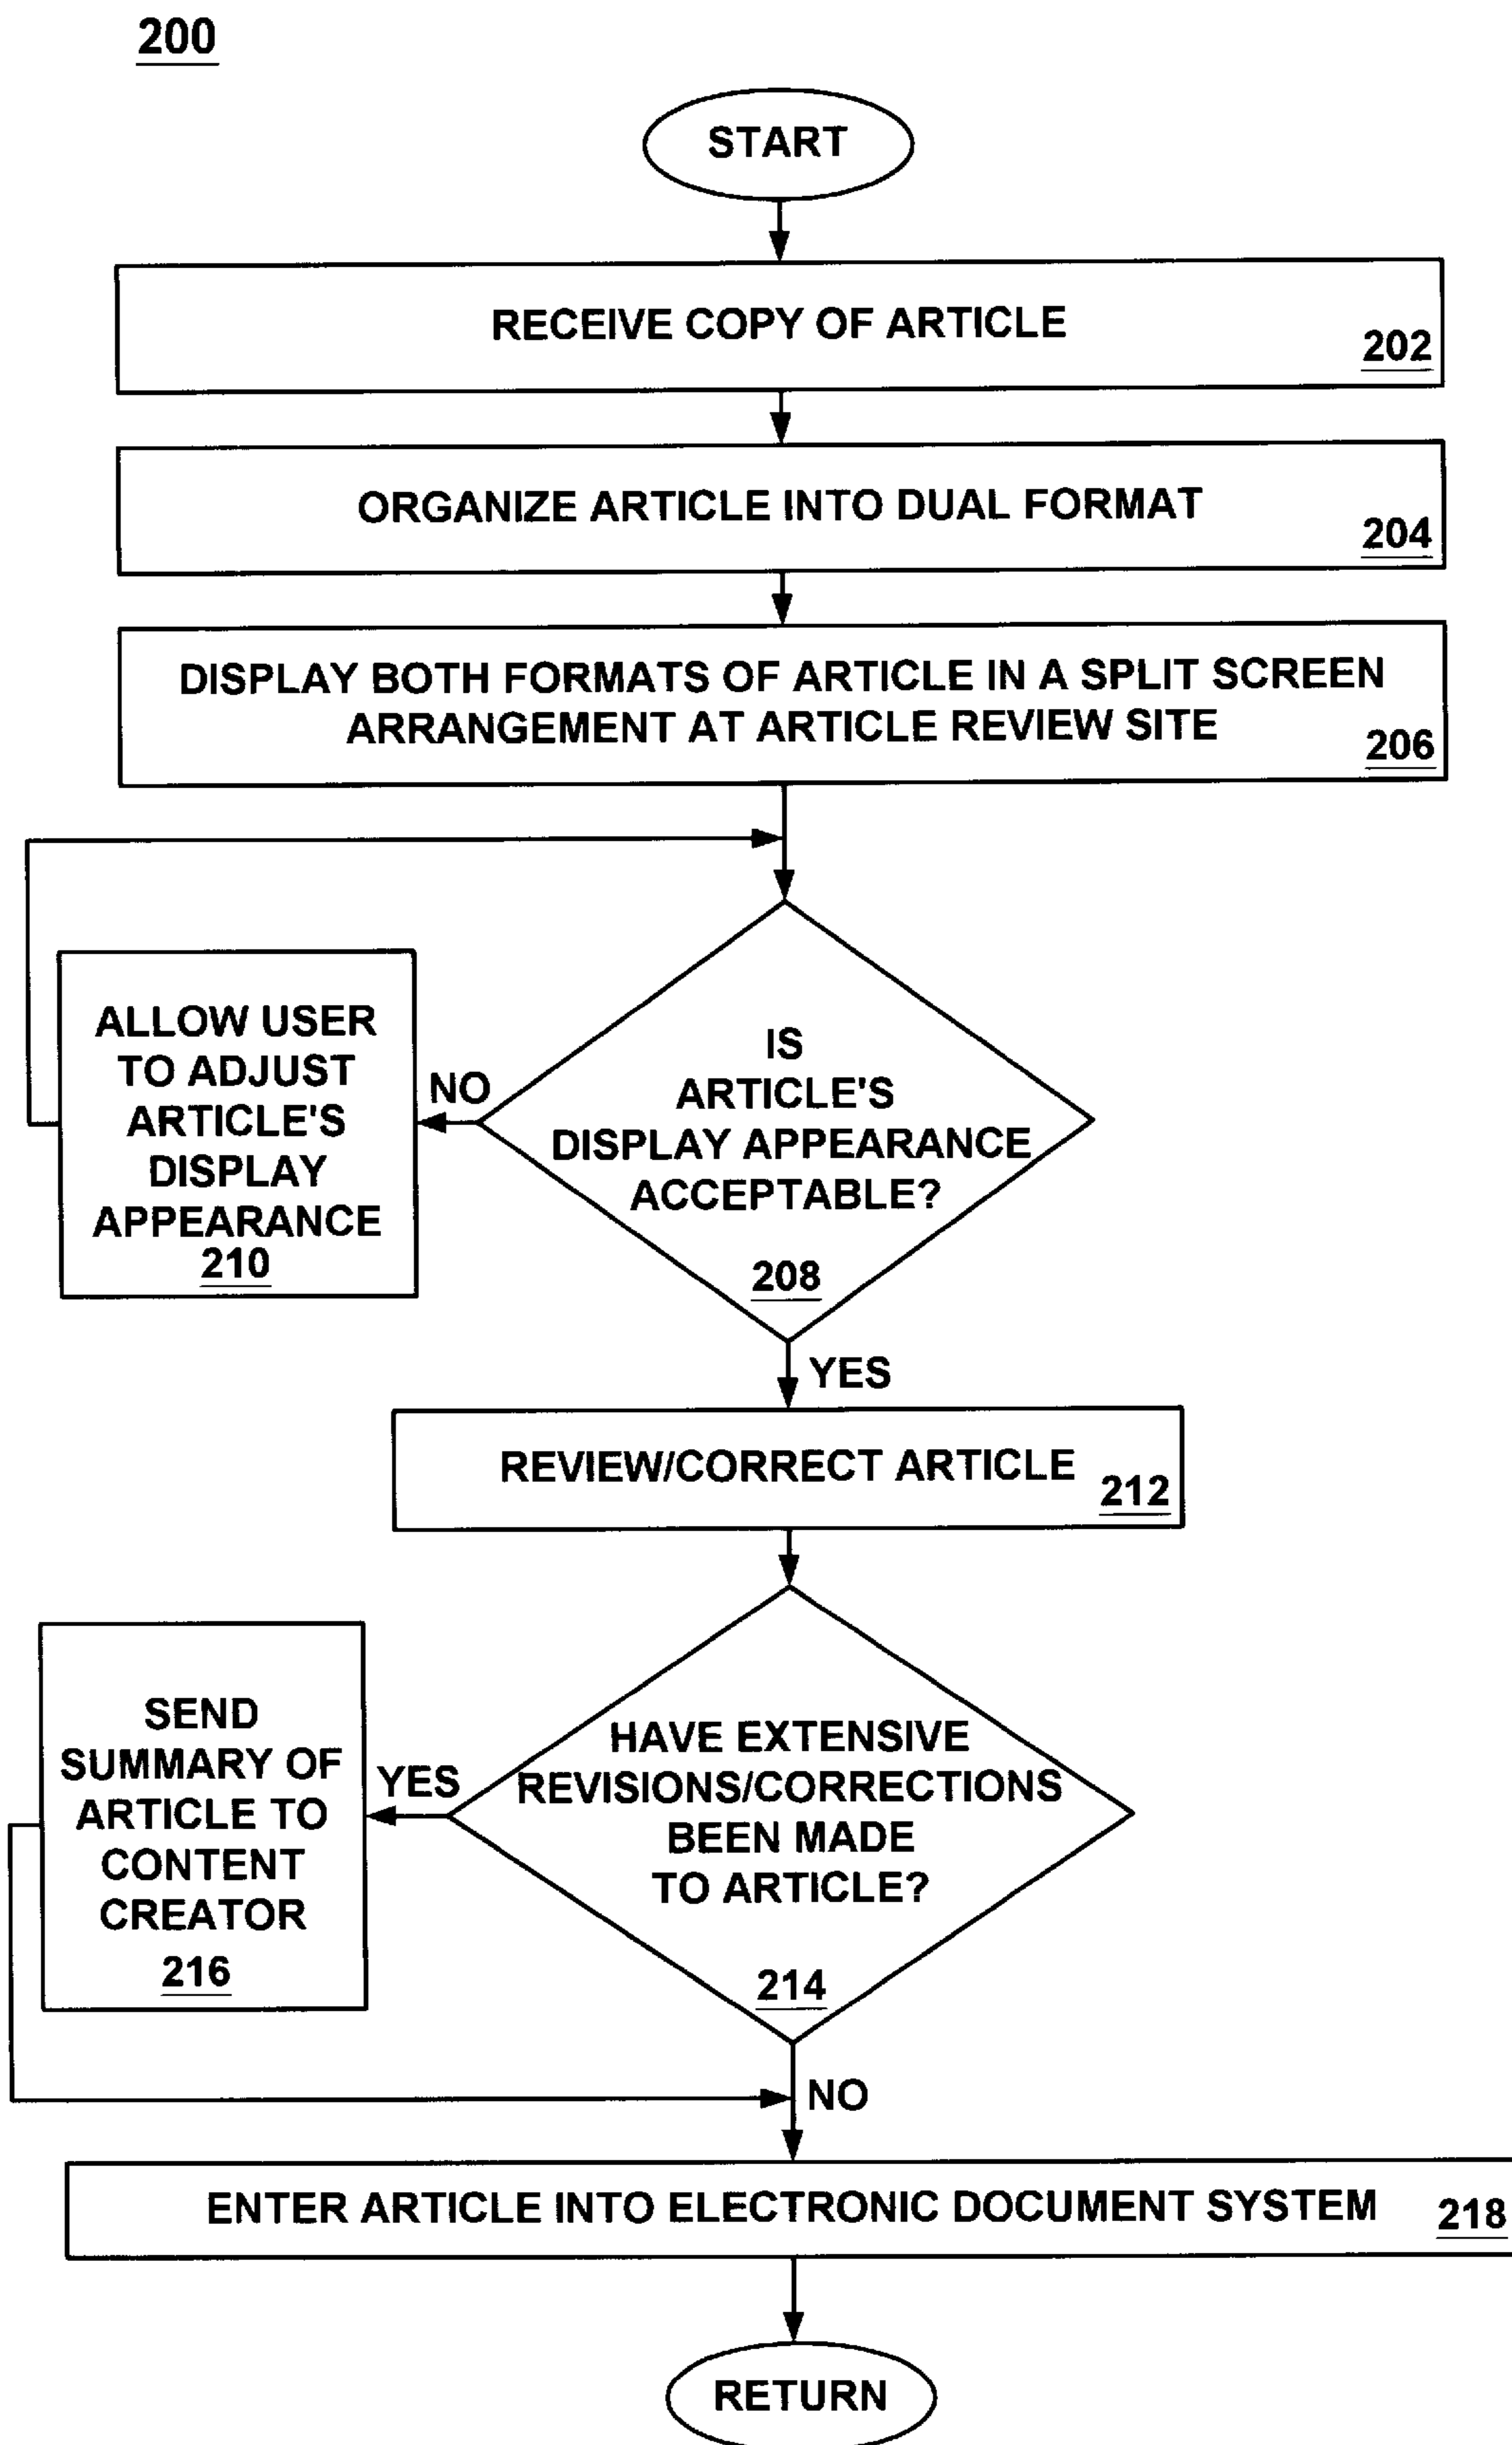 200
START
RECEIVE COPY OF ARTICLE
202
ORGANIZE ARTICLE INTO DUAL FORMAT
204
DISPLAY BOTH FORMATS OF ARTICLE IN A SPLIT SCREEN
ARRANGEMENT AT ARTICLE REVIEW SITE
206
ALLOW USER
TO ADJUST
ARTICLE'S
DISPLAY
APPEARANCE
210
NO
IS
ARTICLE'S
DISPLAY APPEARANCE
ACCEPTABLE?
208
YES
REVIEW/CORRECT ARTICLE
212
SEND
SUMMARY OF
ARTICLE TO
CONTENT
CREATOR
216
YES
HAVE EXTENSIVE
REVISIONS/CORRECTIONS
BEEN MADE
TO ARTICLE?
214
NO
ENTER ARTICLE INTO ELECTRONIC DOCUMENT SYSTEM
218
RETURN